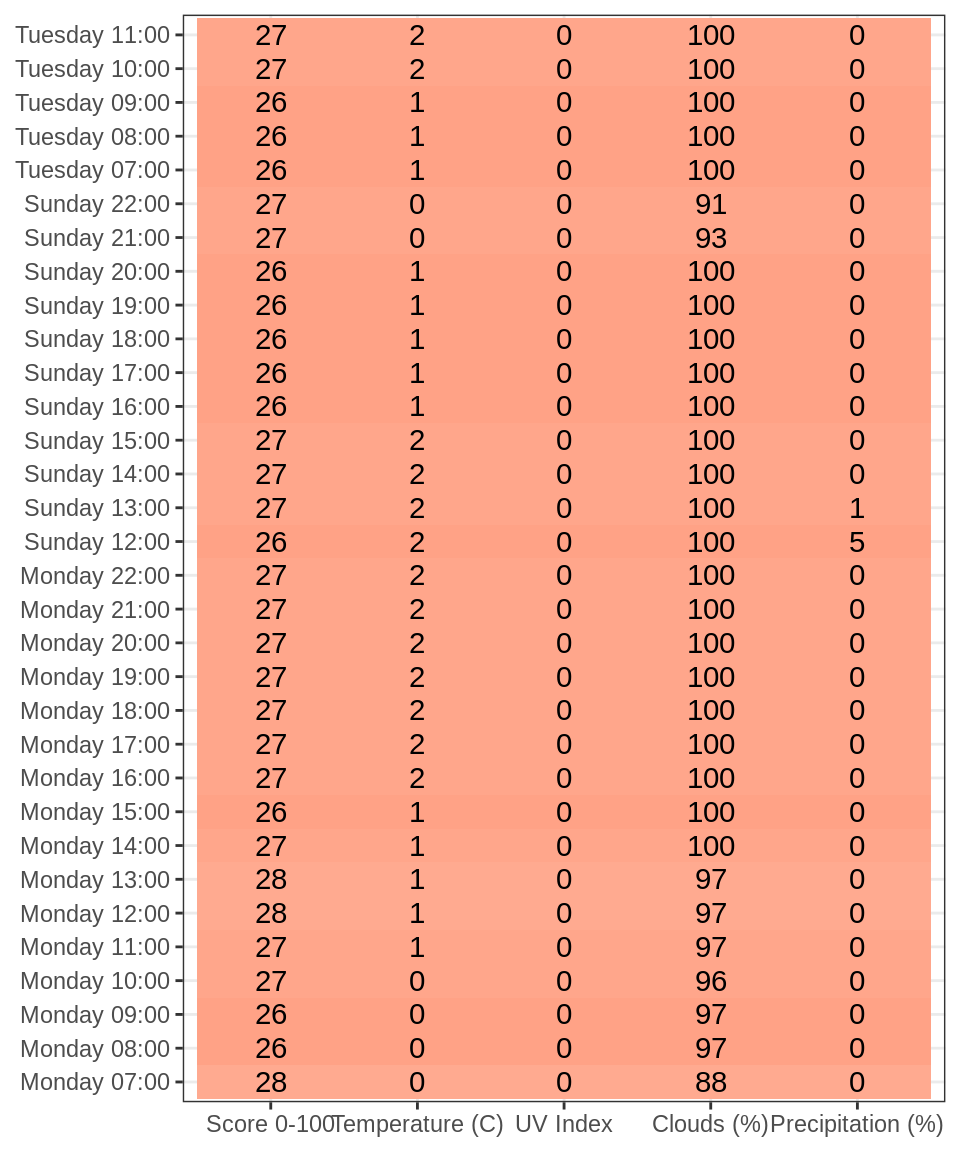 Tuesday 11:00 27 2 0 100 0
Tuesday 10:00 27 2 0 100 0
Tuesday 09:00 26 1 0 100 0
Tuesday 08:00 26 1 0 100 0
Tuesday 07:00 26 1 0 100 0
Sunday 22:00 27 0 0 91 0
Sunday 21:00 27 0 0 93 0
Sunday 20:00 26 1 0 100 0
Sunday 19:00 26 1 0 100 0
Sunday 18:00 26 1 0 100 0
Sunday 17:00 26 1 0 100 0
Sunday 16:00 26 1 0 100 0
Sunday 15:00 27 2 0 100 0
Sunday 14:00 27 2 0 100 0
Sunday 13:00 27 2 0 100 1
Sunday 12:00 26 2 0 100 5
Monday 22:00 27 2 0 100 0
Monday 21:00 27 2 0 100 0
Monday 20:00 27 2 0 100 0
Monday 19:00 27 2 0 100 0
Monday 18:00 27 2 0 100 0
Monday 17:00 27 2 0 100 0
Monday 16:00 27 2 0 100 0
Monday 15:00 26 1 0 100 0
Monday 14:00 27 1 0 100 0
Monday 13:00 28 1 0 97 0
Monday 12:00 28 1 0 97 0
Monday 11:00 27 1 0 97 0
Monday 10:00 27 0 0 96 0
Monday 09:00 26 0 0 97 0
Monday 08:00 26 0 0 97 0
Monday 07:00 28 0 0 88 0
Score 0-100 Temperature (C) UV Index Clouds (%) Precipitation (%)